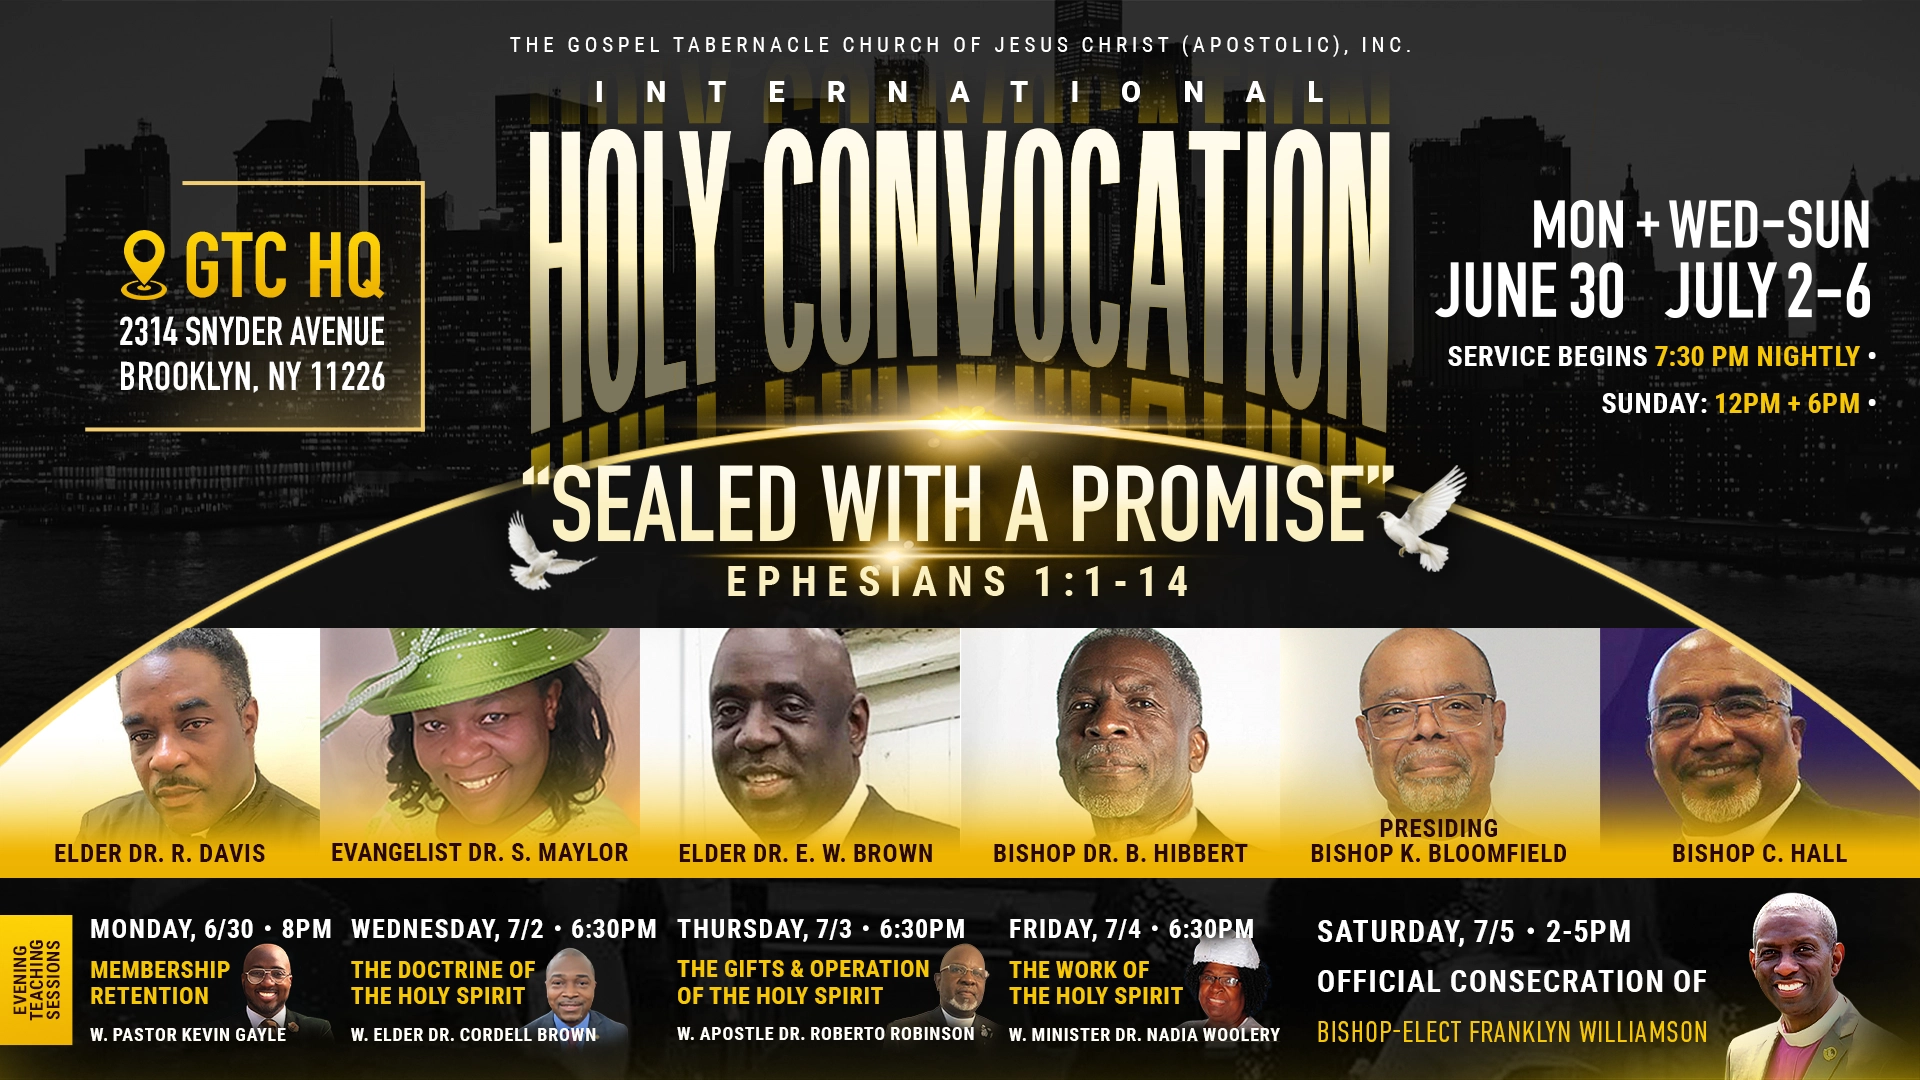 THE GOSPEL TABERNACLE CHURCH OF JESUS CHRIST (APOSTOLIC), INC.
INTERNATIONAL
HOLY CONVOCATION
GTC HQ
2314 SNYDER AVENUE
BROOKLYN, NY 11226
MON + WED-SUN
JUNE 30 JULY 2-6
SERVICE BEGINS 7:30 PM NIGHTLY •
SUNDAY: 12PM + 6PM •
“SEALED WITH A PROMISE”
EPHESIANS 1:1-14
ELDER DR. R. DAVIS
EVANGELIST DR. S. MAYLOR
ELDER DR. E. W. BROWN
BISHOP DR. B. HIBBERT
PRESIDING
BISHOP K. BLOOMFIELD
BISHOP C. HALL
EVENING
TEACHING
SESSIONS
MONDAY, 6/30 • 8PM
MEMBERSHIP
RETENTION
W. PASTOR KEVIN GAYLE
WEDNESDAY, 7/2 • 6:30PM
THE DOCTRINE OF
THE HOLY SPIRIT
W. ELDER DR. CORDELL BROWN
THURSDAY, 7/3 • 6:30PM
THE GIFTS & OPERATION
OF THE HOLY SPIRIT
W. APOSTLE DR. ROBERTO ROBINSON
FRIDAY, 7/4 • 6:30PM
THE WORK OF
THE HOLY SPIRIT
W. MINISTER DR. NADIA WOOLERY
SATURDAY, 7/5 • 2-5PM
OFFICIAL CONSECRATION OF
BISHOP-ELECT FRANKLYN WILLIAMSON